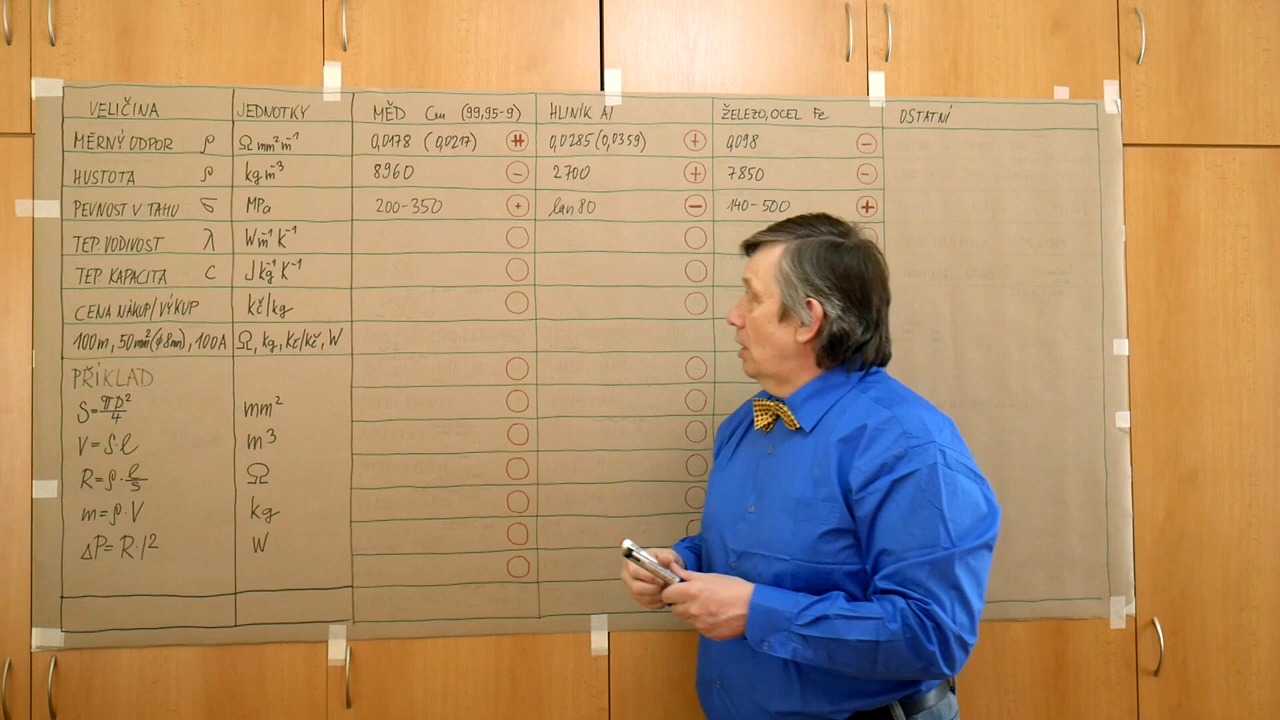 VELIČINA JEDNOTKY MĚĎ Cu (99,95-9) HLINÍK Al ŽELEZO, OCEL Fe OSTATNÍ
MĚRNÝ ODPOR ρ Ω mm² m⁻¹ 0,0178 (0,0217) ++ 0,0285 (0,0359) + 0,098 −
HUSTOTA ρ kg m⁻³ 8960 − 2700 + 7850 −
PEVNOST V TAHU σ MPa 200-350 + lan 80 − 140-500 +
TEP. VODIVOST λ W m⁻¹ K⁻¹
TEP. KAPACITA C J kg⁻¹ K⁻¹
CENA NÁKUP/VÝKUP kč/kg
100m, 50mm² (ϕ8mm), 100A Ω, kg, Kč/Kč, W
PŘÍKLAD
S=πD²/4 mm²
V=S·l m³
R=ρ·l/S Ω
m=ρ·V kg
ΔP=R·I² W